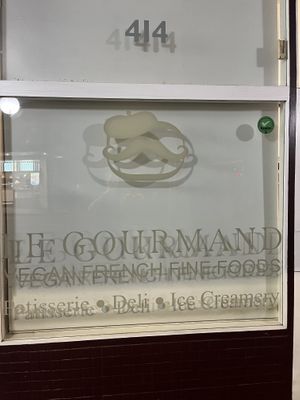 414
LE GOURMAND
VEGAN FRENCH FINE FOODS
Patisserie • Deli • Ice Creamery